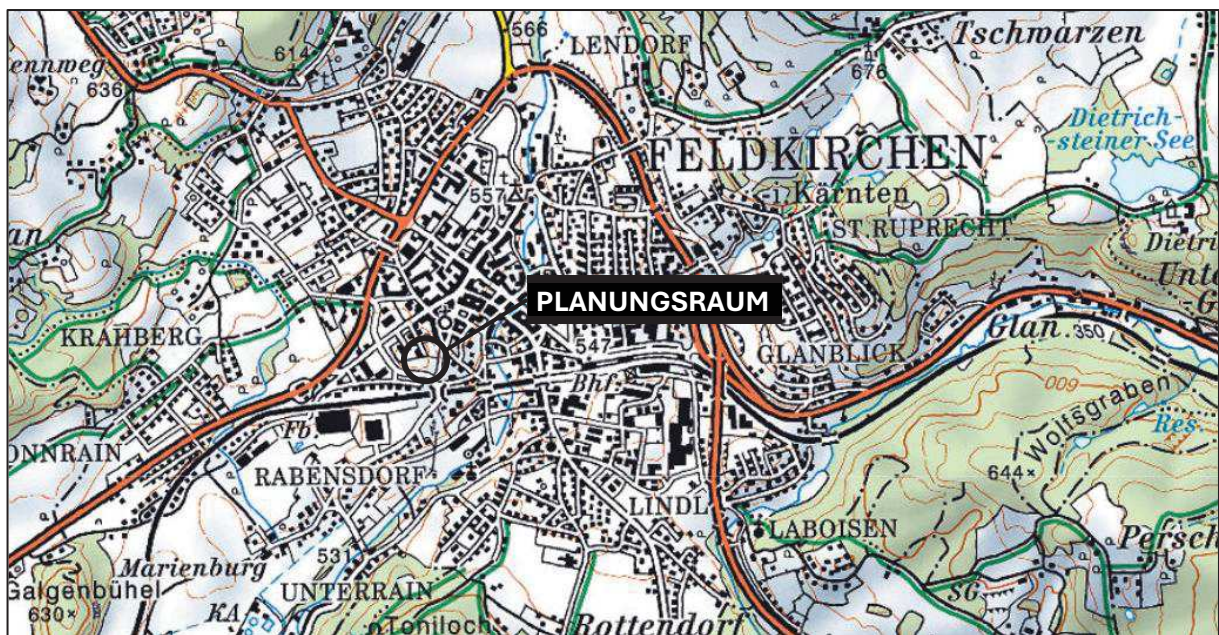 566
LENDORF
Tschwarzen
614
676
ennweg
636
Dietrich-
-steiner See
FELDKIRCHEN-
i. Kärnten
557
ST. RUPRECHT
an
Dietri
Unte
G
PLANUNGSRAUM
KRAHBERG
547
Glan
350
GLANBLICK
Bhf.
600
Wolfsgraben
Res.
Fb.
ONNRAIN
RABENSDORF
644
LINDL
LABOISEN
Persch
531
Marienburg
Galgenbühel
UNTERRAIN
SG
630
KA
Toniloch
Rottendorf